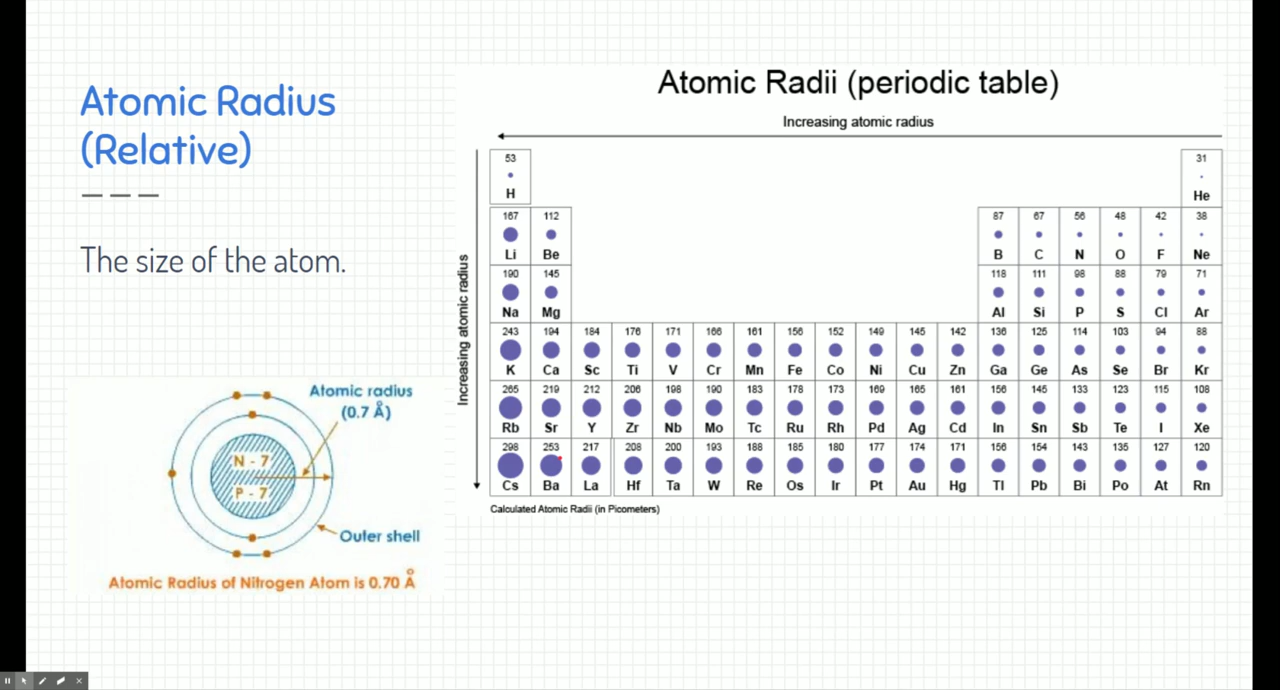 Atomic Radius
(Relative)
The size of the atom.
Atomic radius
(0.7 Å)
N - 7
P - 7
Outer shell
Atomic Radius of Nitrogen Atom is 0.70 Å
Atomic Radii (periodic table)
Increasing atomic radius
Increasing atomic radius
53 31
H He
167 112 87 67 56 48 42 38
Li Be B C N O F Ne
190 145 118 111 98 88 79 71
Na Mg Al Si P S Cl Ar
243 194 184 176 171 166 161 156 152 149 145 142 136 125 114 103 94 88
K Ca Sc Ti V Cr Mn Fe Co Ni Cu Zn Ga Ge As Se Br Kr
265 219 212 206 198 190 183 178 173 169 165 161 156 145 133 123 115 108
Rb Sr Y Zr Nb Mo Tc Ru Rh Pd Ag Cd In Sn Sb Te I Xe
298 253 217 208 200 193 188 185 180 177 174 171 156 154 143 135 127 120
Cs Ba La Hf Ta W Re Os Ir Pt Au Hg Tl Pb Bi Po At Rn
Calculated Atomic Radii (in Picometers)